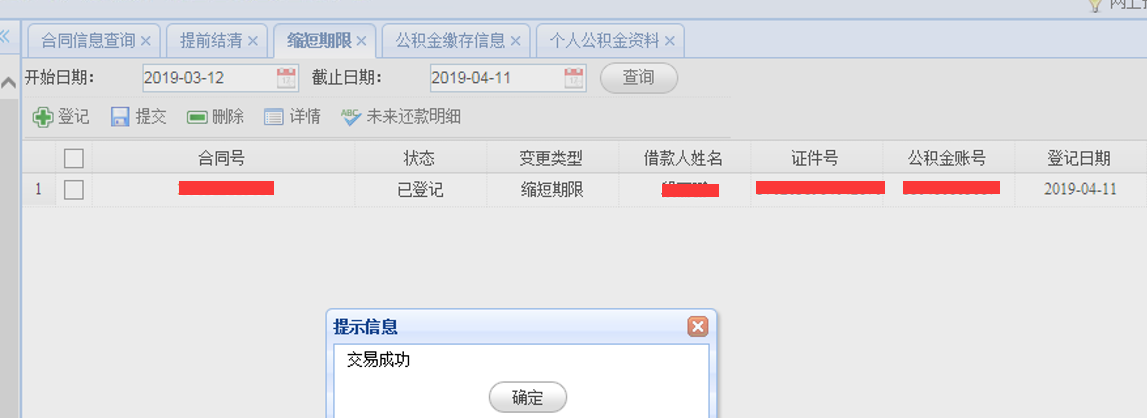 合同信息查询 提前结清 缩短期限 公积金缴存信息 个人公积金资料
开始日期： 2019-03-12 截止日期： 2019-04-11 查询
登记 提交 删除 详情 未来还款明细
合同号 状态 变更类型 借款人姓名 证件号 公积金账号 登记日期
1 已登记 缩短期限 2019-04-11
提示信息
交易成功
确定